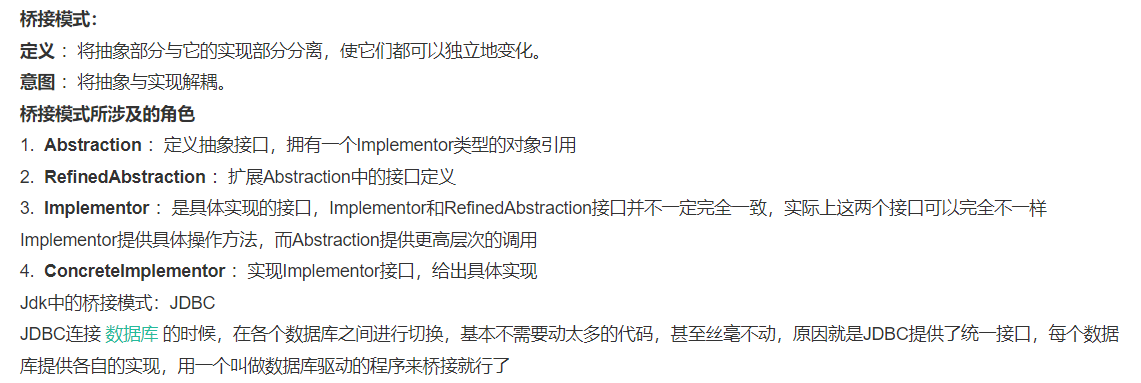 桥接模式：
定义 ：将抽象部分与它的实现部分分离，使它们都可以独立地变化。
意图 ：将抽象与实现解耦。
桥接模式所涉及的角色
1. Abstraction ：定义抽象接口，拥有一个Implementor类型的对象引用
2. RefinedAbstraction ：扩展Abstraction中的接口定义
3. Implementor ：是具体实现的接口，Implementor和RefinedAbstraction接口并不一定完全一致，实际上这两个接口可以完全不一样
Implementor提供具体操作方法，而Abstraction提供更高层次的调用
4. ConcreteImplementor ：实现Implementor接口，给出具体实现
Jdk中的桥接模式：JDBC
JDBC连接 数据库 的时候，在各个数据库之间进行切换，基本不需要动太多的代码，甚至丝毫不动，原因就是JDBC提供了统一接口，每个数据
库提供各自的实现，用一个叫做数据库驱动的程序来桥接就行了